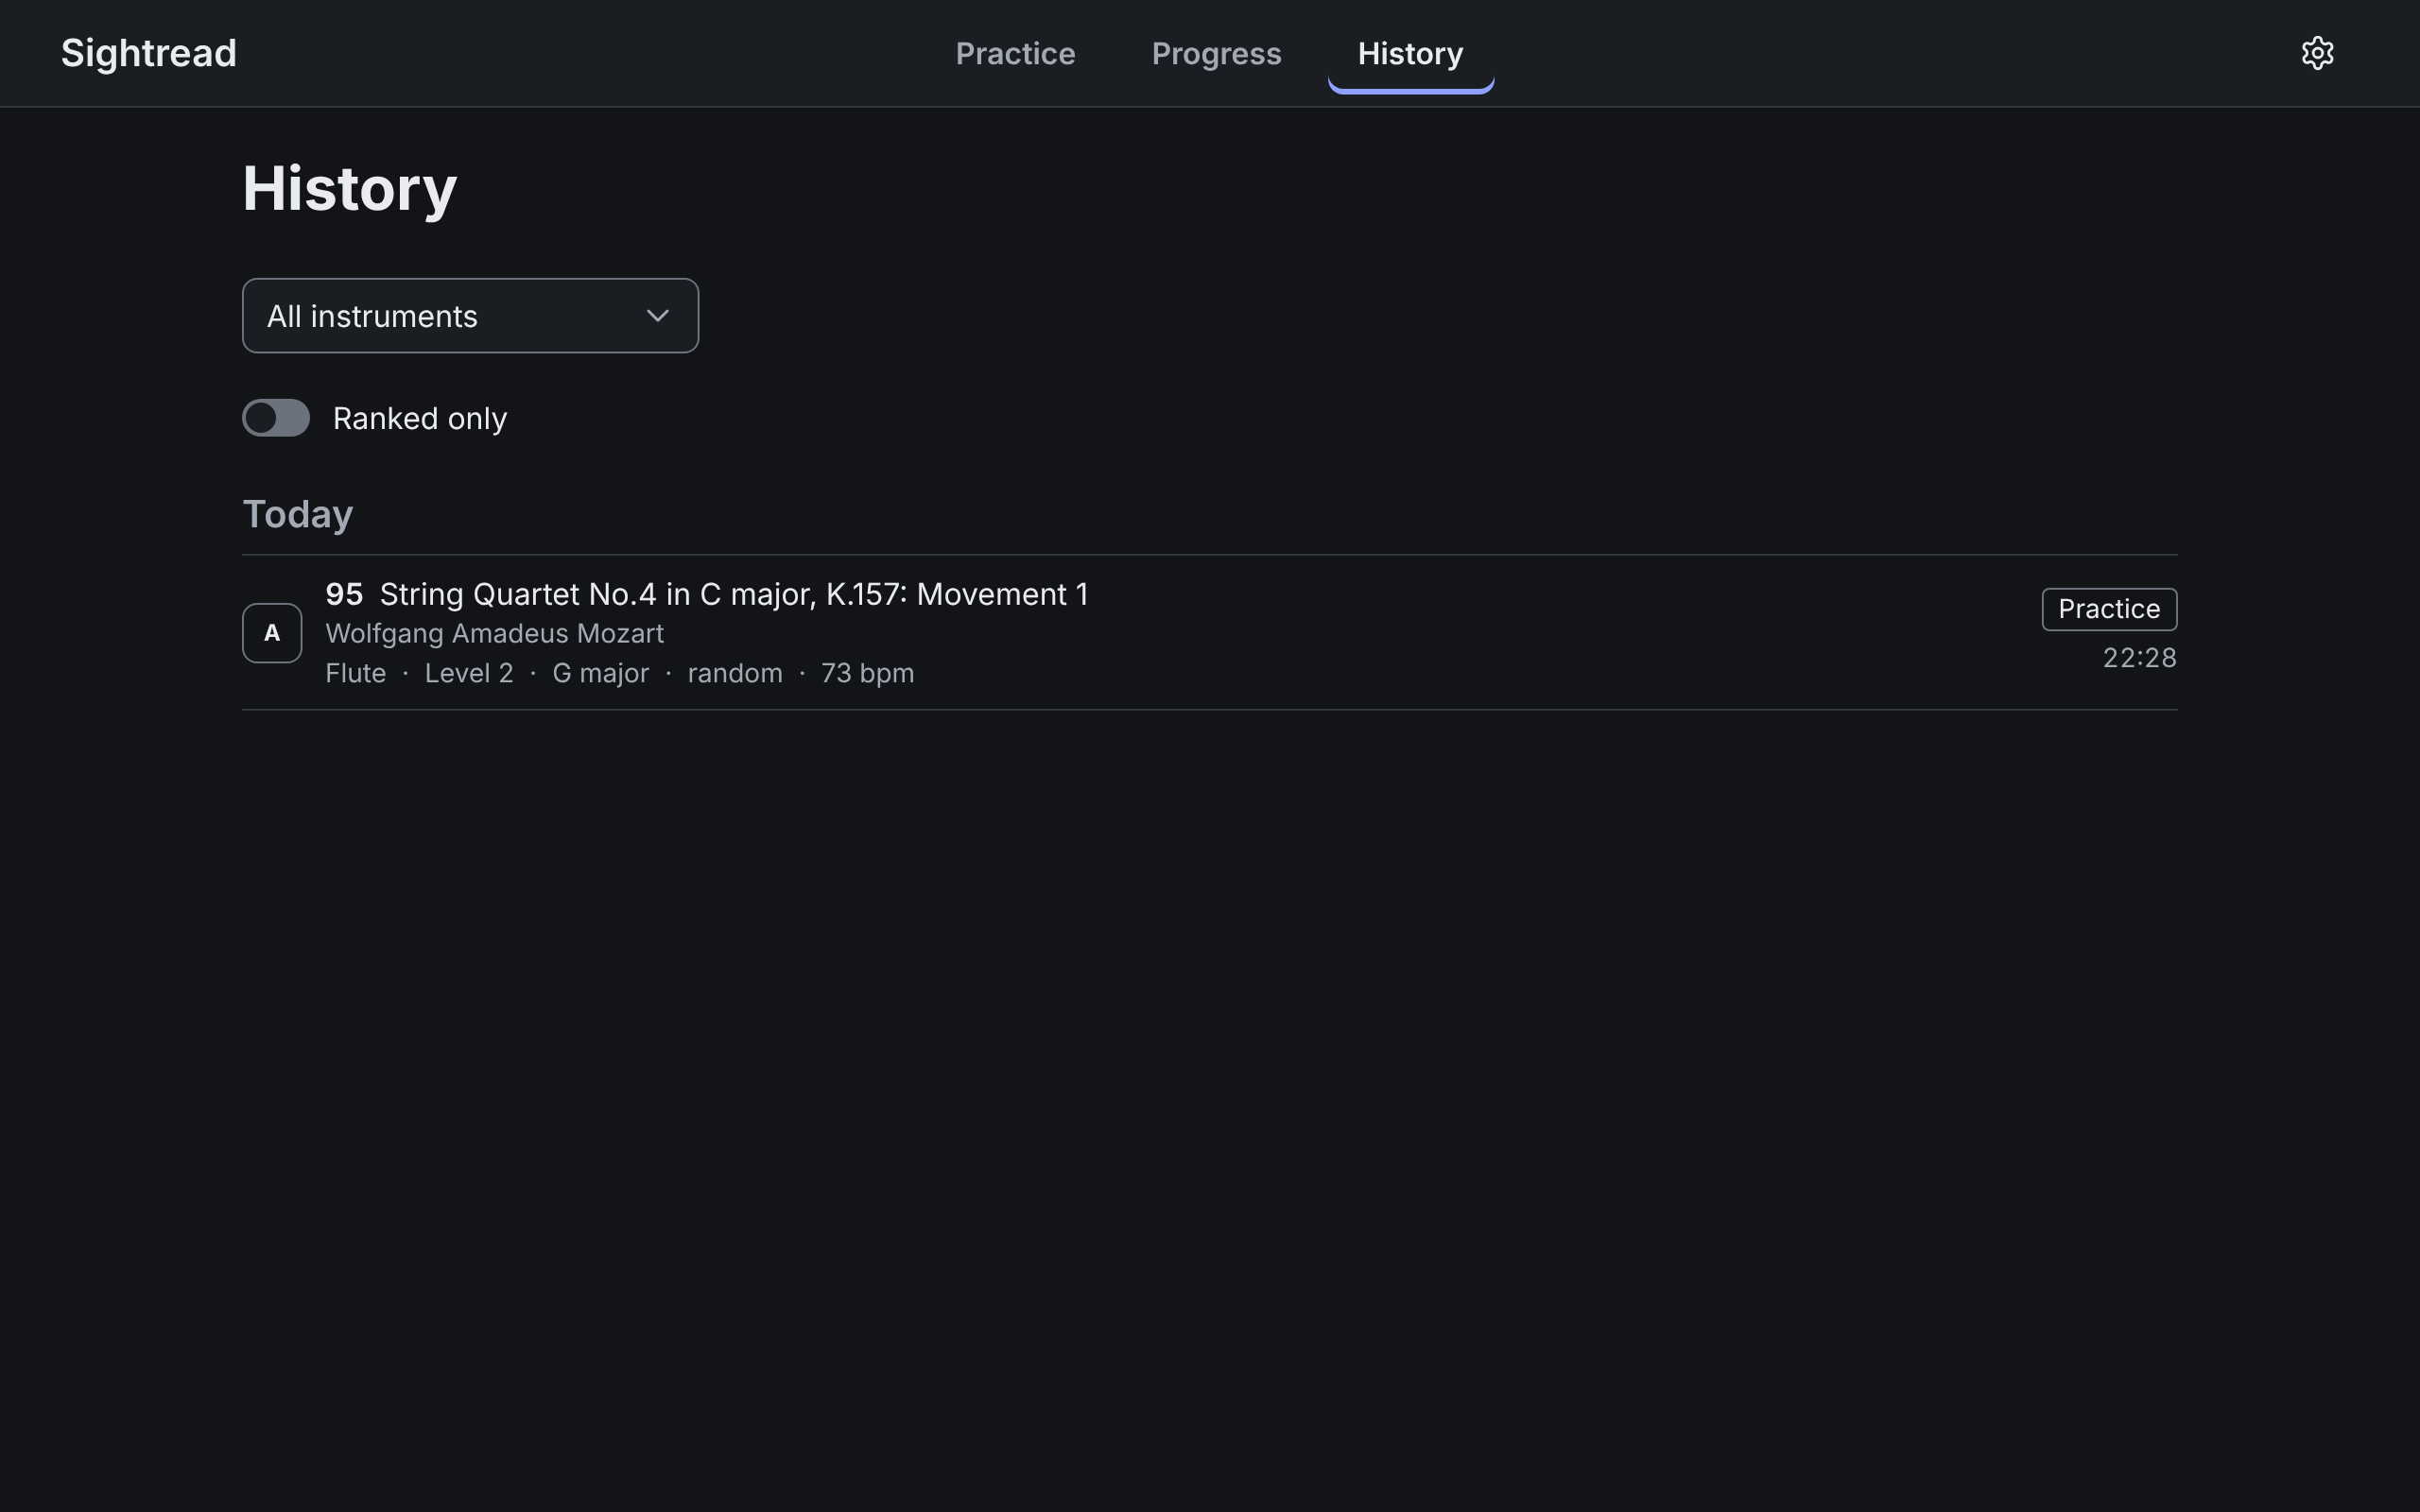 Sightread
Practice
Progress
History
History
All instruments
Ranked only
Today
A
95 String Quartet No.4 in C major, K.157: Movement 1
Wolfgang Amadeus Mozart
Flute · Level 2 · G major · random · 73 bpm
Practice
22:28